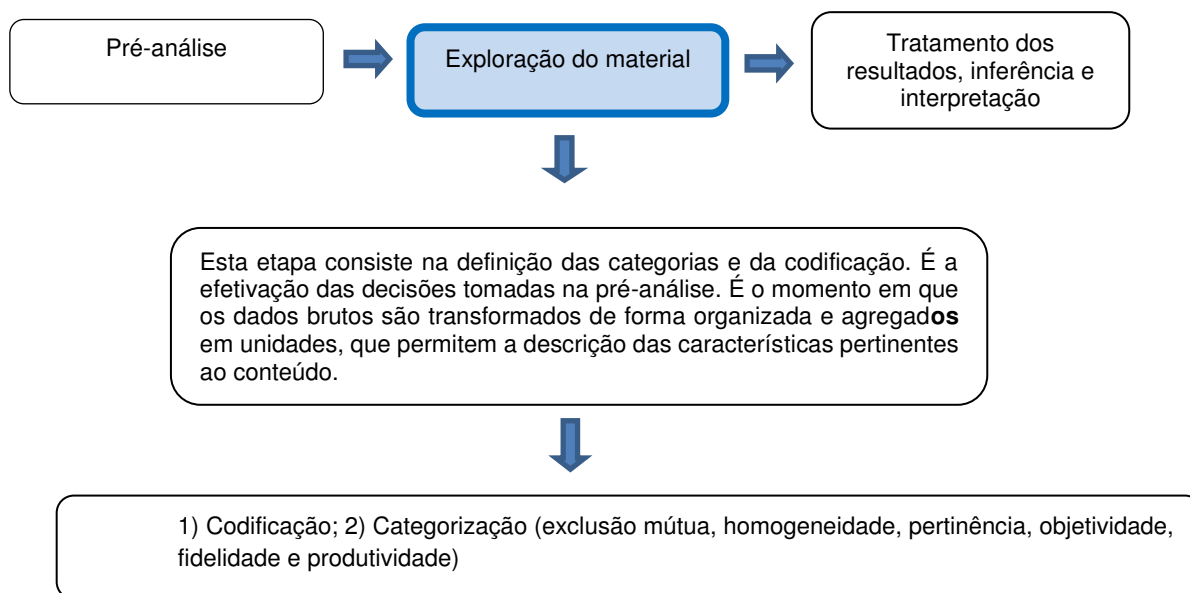 Pré-análise
Exploração do material
Tratamento dos
resultados, inferência e
interpretação
Esta etapa consiste na definição das categorias e da codificação. É a
efetivação das decisões tomadas na pré-análise. É o momento em que
os dados brutos são transformados de forma organizada e agregados
em unidades, que permitem a descrição das características pertinentes
ao conteúdo.
1) Codificação; 2) Categorização (exclusão mútua, homogeneidade, pertinência, objetividade,
fidelidade e produtividade)